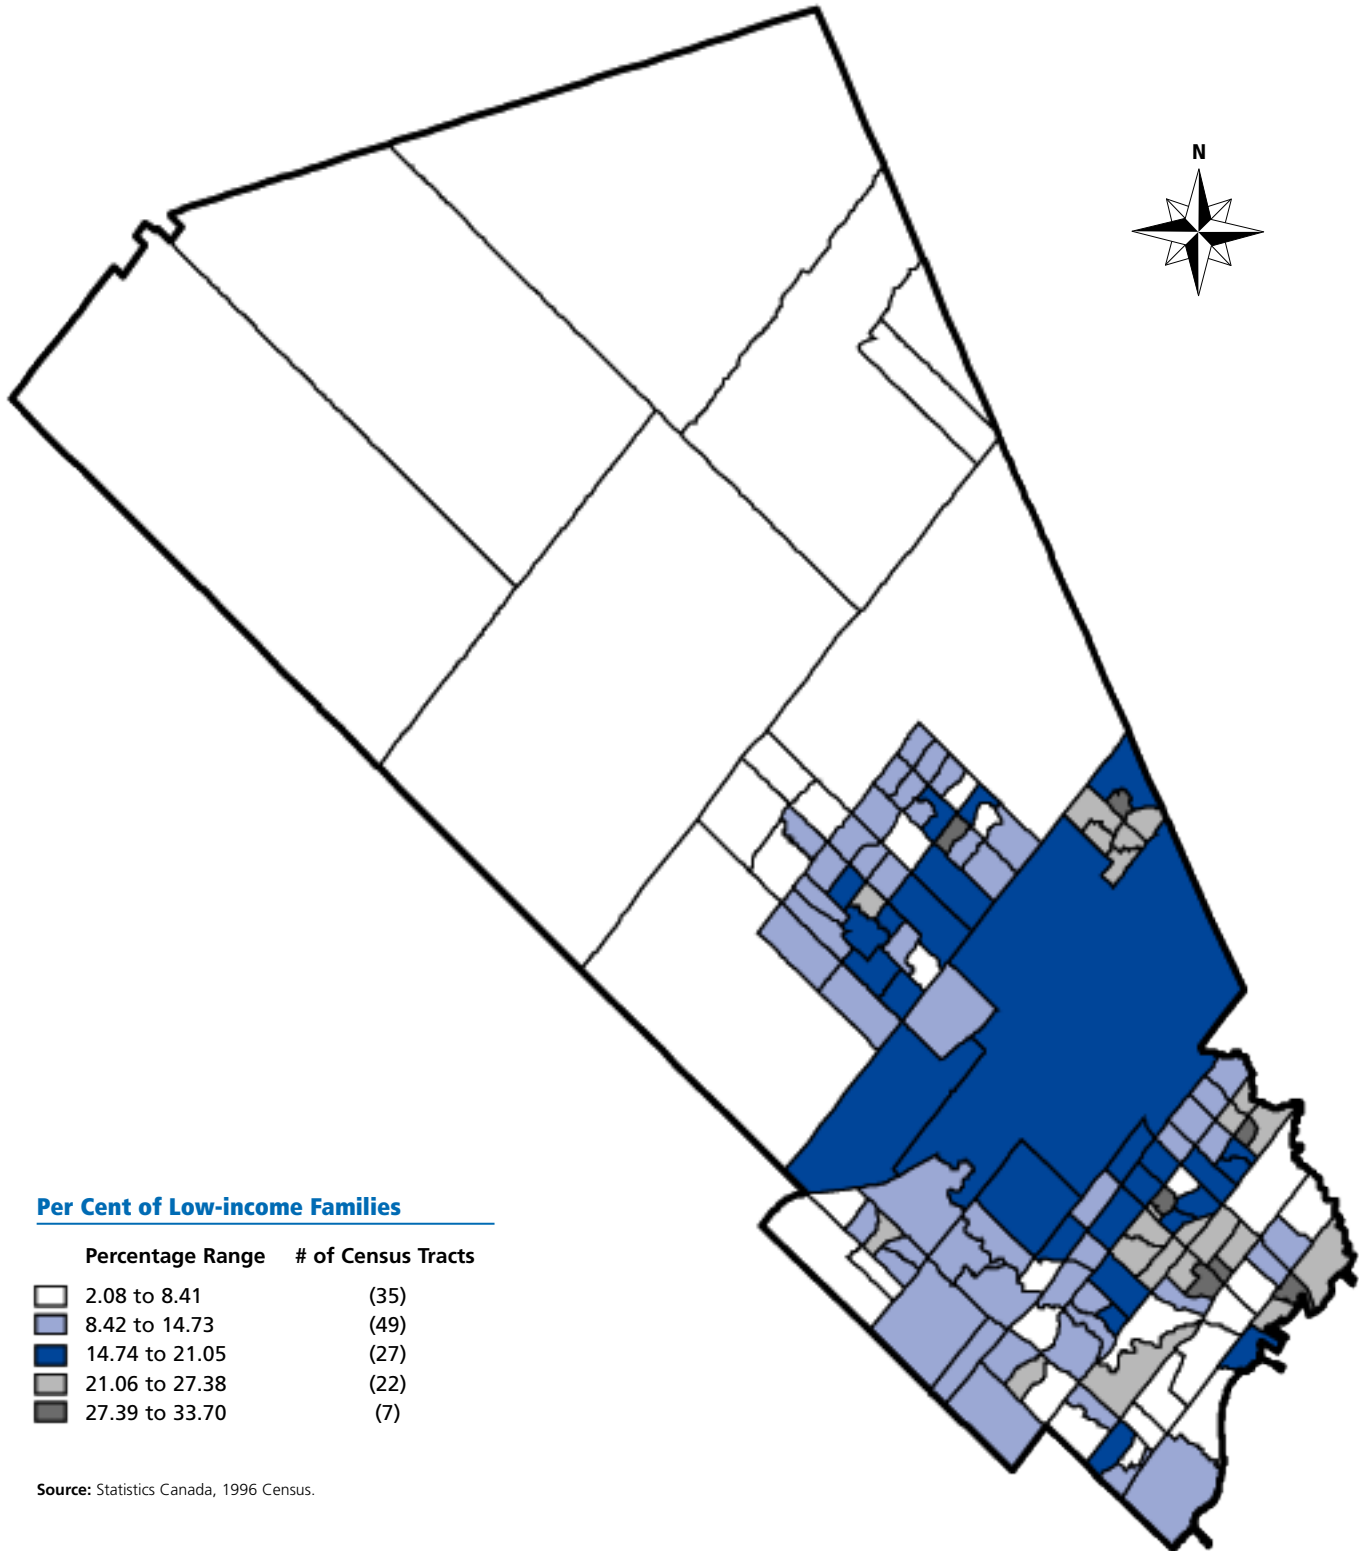 N
Per Cent of Low-income Families
Percentage Range # of Census Tracts
2.08 to 8.41 (35)
8.42 to 14.73 (49)
14.74 to 21.05 (27)
21.06 to 27.38 (22)
27.39 to 33.70 (7)
Source: Statistics Canada, 1996 Census.